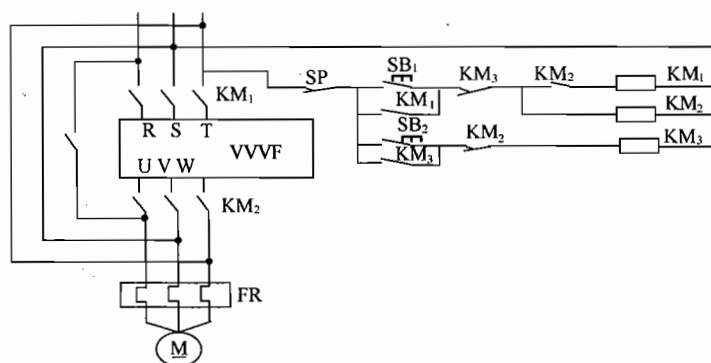 SP
SB₁
KM₃
KM₂
KM₁
KM₁
KM₁
KM₂
R S T
SB₂
KM₂
KM₃
KM₃
VVVF
U V W
KM₂
FR
M